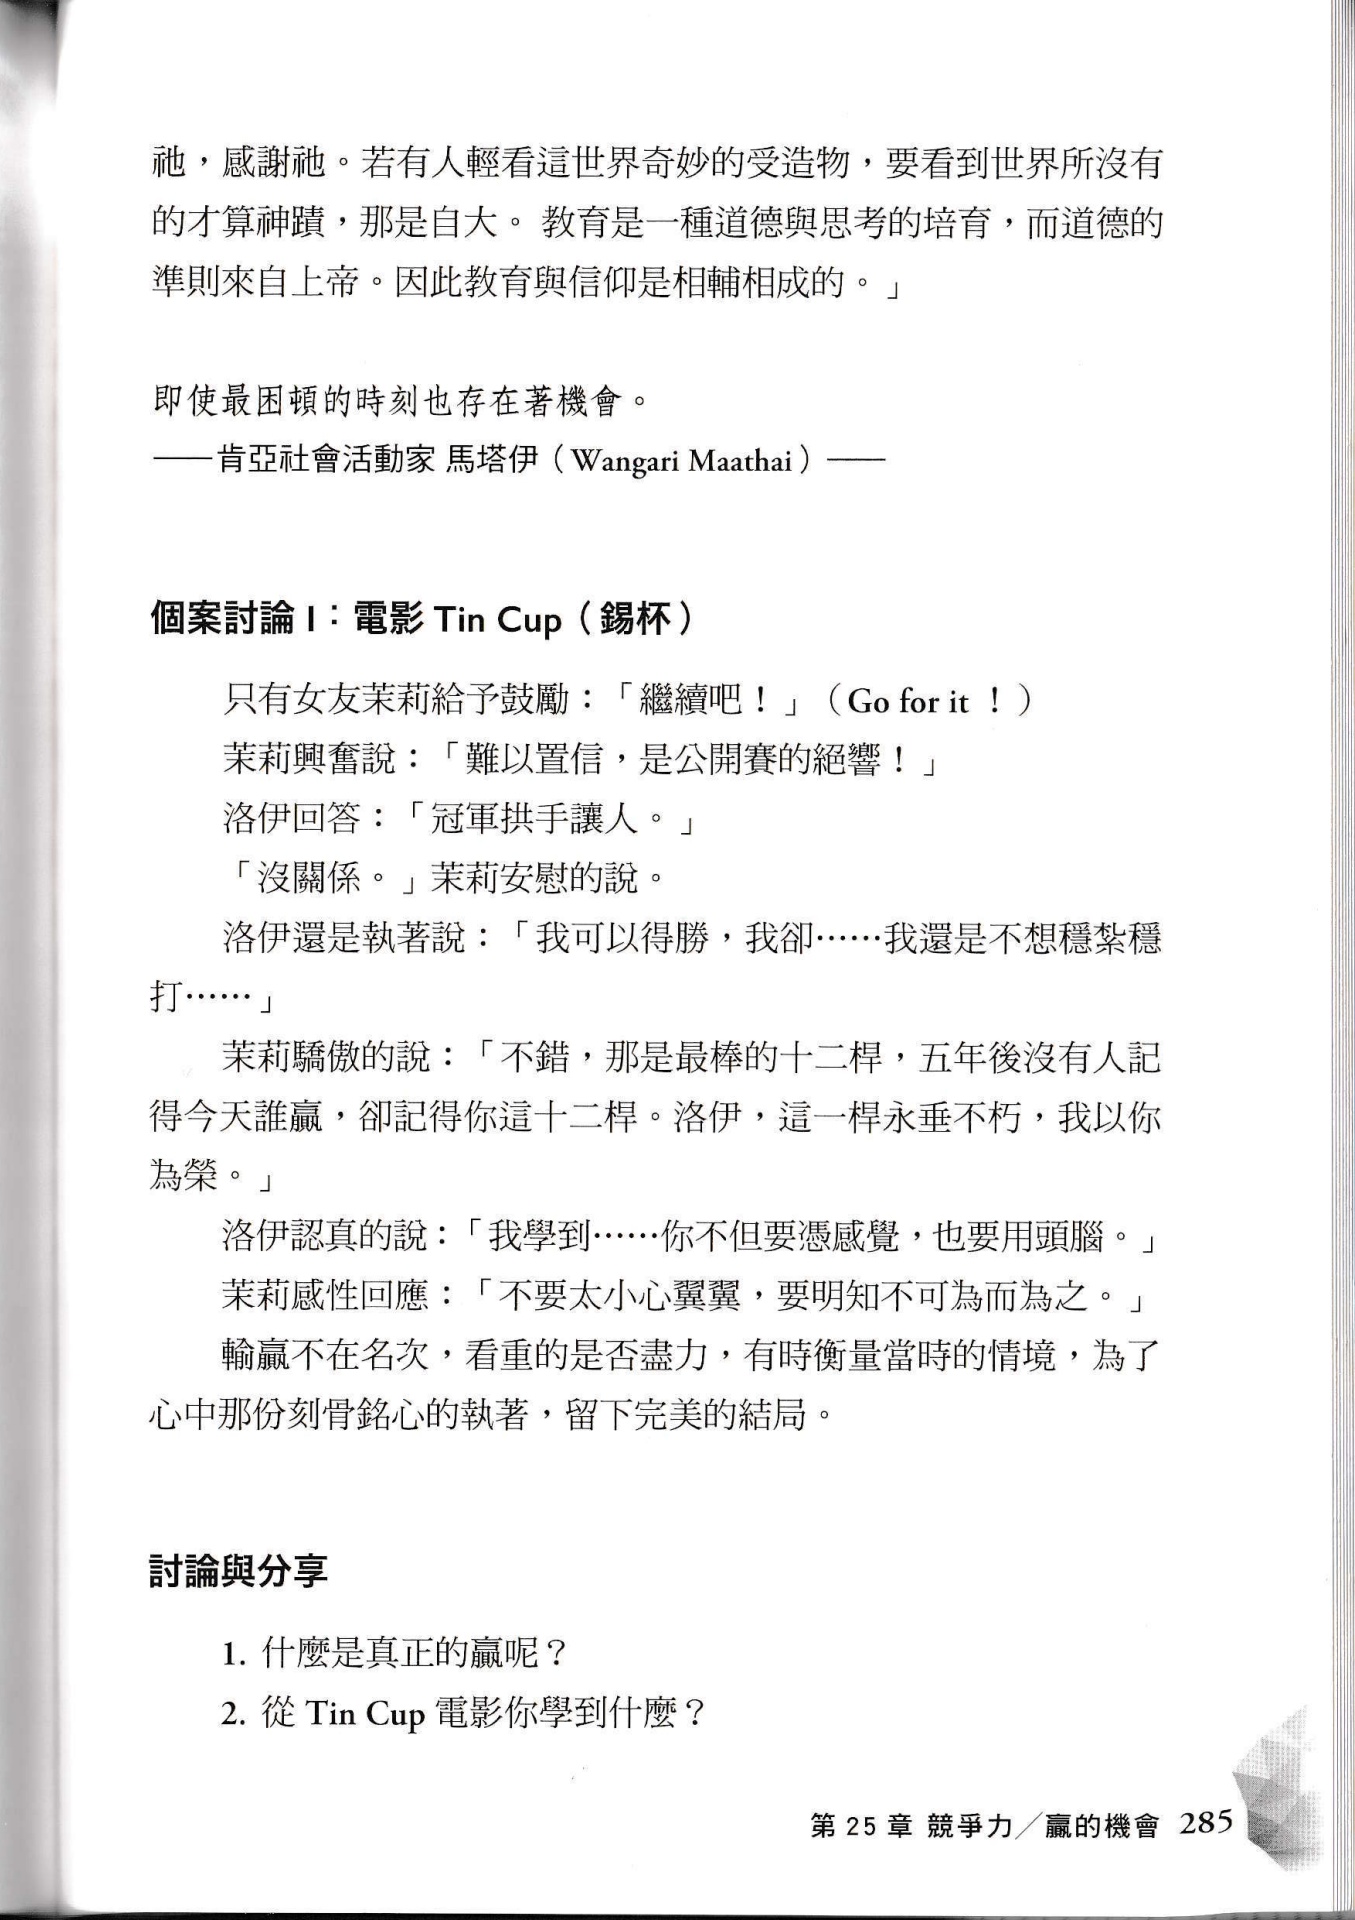 祂，感謝祂。若有人輕看這世界奇妙的受造物，要看到世界所沒有
的才算神蹟，那是自大。 教育是一種道德與思考的培育，而道德的
準則來自上帝。因此教育與信仰是相輔相成的。」
即使最困頓的時刻也存在著機會。
——肯亞社會活動家 馬塔伊（Wangari Maathai）——
個案討論 I：電影 Tin Cup（錫杯）
只有女友茉莉給予鼓勵：「繼續吧！」（Go for it ！）
茉莉興奮說：「難以置信，是公開賽的絕響！」
洛伊回答：「冠軍拱手讓人。」
「沒關係。」茉莉安慰的說。
洛伊還是執著說：「我可以得勝，我卻……我還是不想穩紮穩
打……」
茉莉驕傲的說：「不錯，那是最棒的十二桿，五年後沒有人記
得今天誰贏，卻記得你這十二桿。洛伊，這一桿永垂不朽，我以你
為榮。」
洛伊認真的說：「我學到……你不但要憑感覺，也要用頭腦。」
茉莉感性回應：「不要太小心翼翼，要明知不可為而為之。」
輸贏不在名次，看重的是否盡力，有時衡量當時的情境，為了
心中那份刻骨銘心的執著，留下完美的結局。
討論與分享
1. 什麼是真正的贏呢？
2. 從 Tin Cup 電影你學到什麼？
第 25 章 競爭力／贏的機會 285